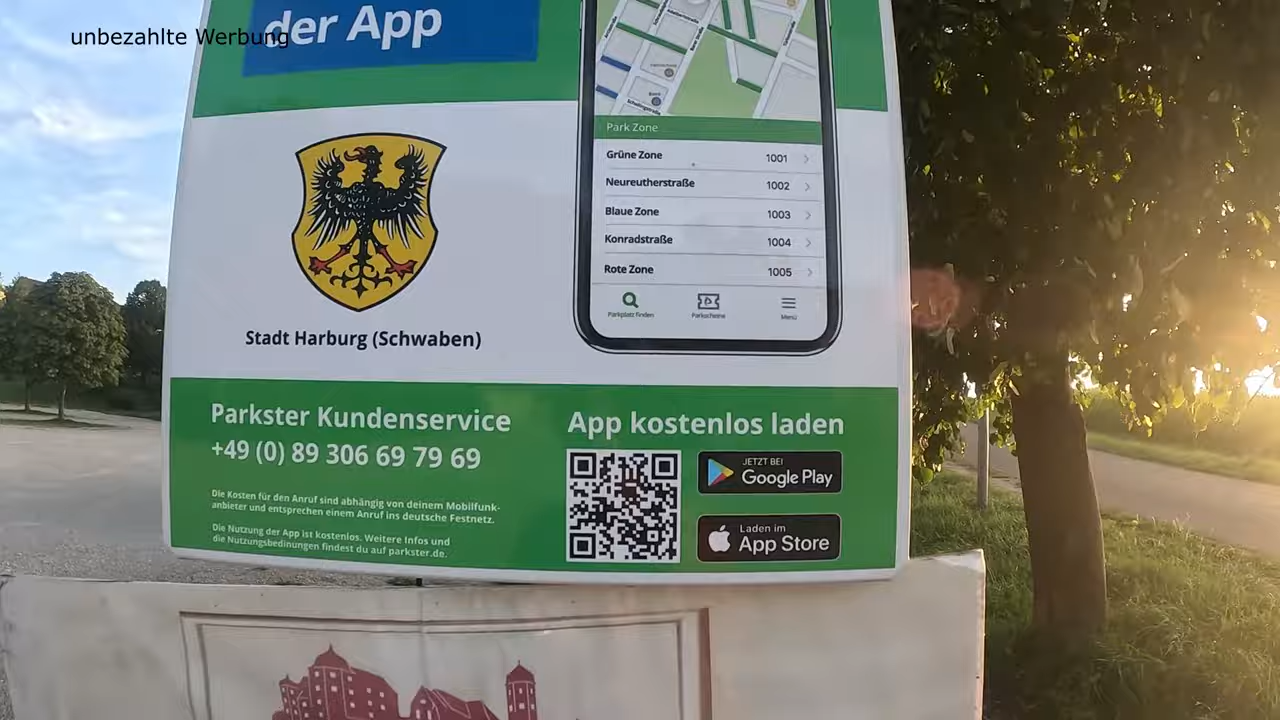 unbezahlte Werbung
der App
Park Zone
Grüne Zone 1001
Neureutherstraße 1002
Blaue Zone 1003
Konradstraße 1004
Rote Zone 1005
Parkplatz finden
Parkscheine
Menü
Stadt Harburg (Schwaben)
Parkster Kundenservice
+49 (0) 89 306 69 79 69
Die Kosten für den Anruf sind abhängig von deinem Mobilfunk-
anbieter und entsprechen einem Anruf ins deutsche Festnetz.
Die Nutzung der App ist kostenlos. Weitere Infos und
die Nutzungsbedinungen findest du auf parkster.de.
App kostenlos laden
JETZT BEI
Google Play
Laden im
App Store